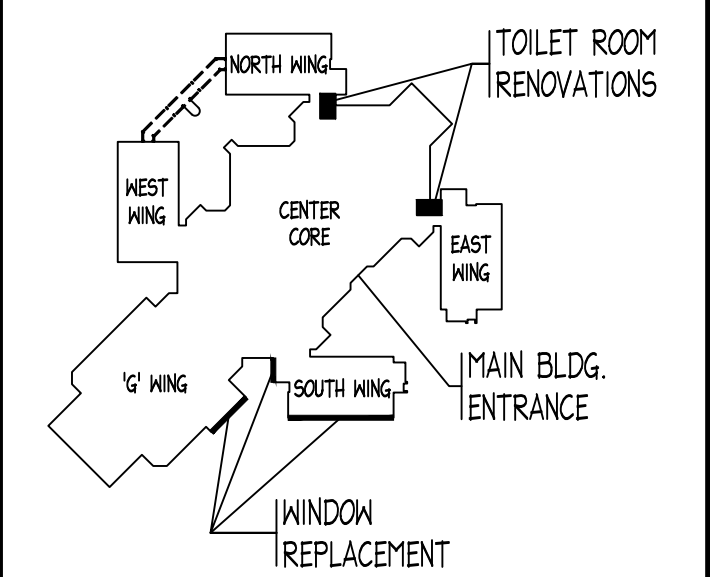 TOILET ROOM
RENOVATIONS
NORTH WING
WEST
WING
CENTER
CORE
EAST
WING
'G' WING
SOUTH WING
MAIN BLDG.
ENTRANCE
WINDOW
REPLACEMENT